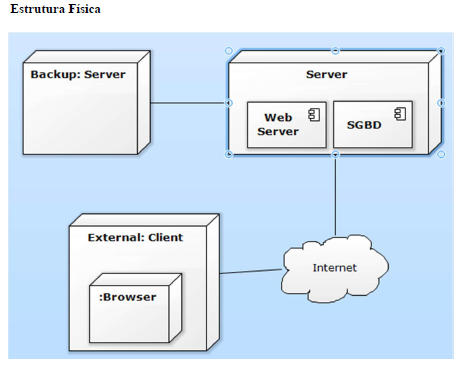 Estrutura Física
Backup: Server
Server
Web
Server
SGBD
External: Client
:Browser
Internet